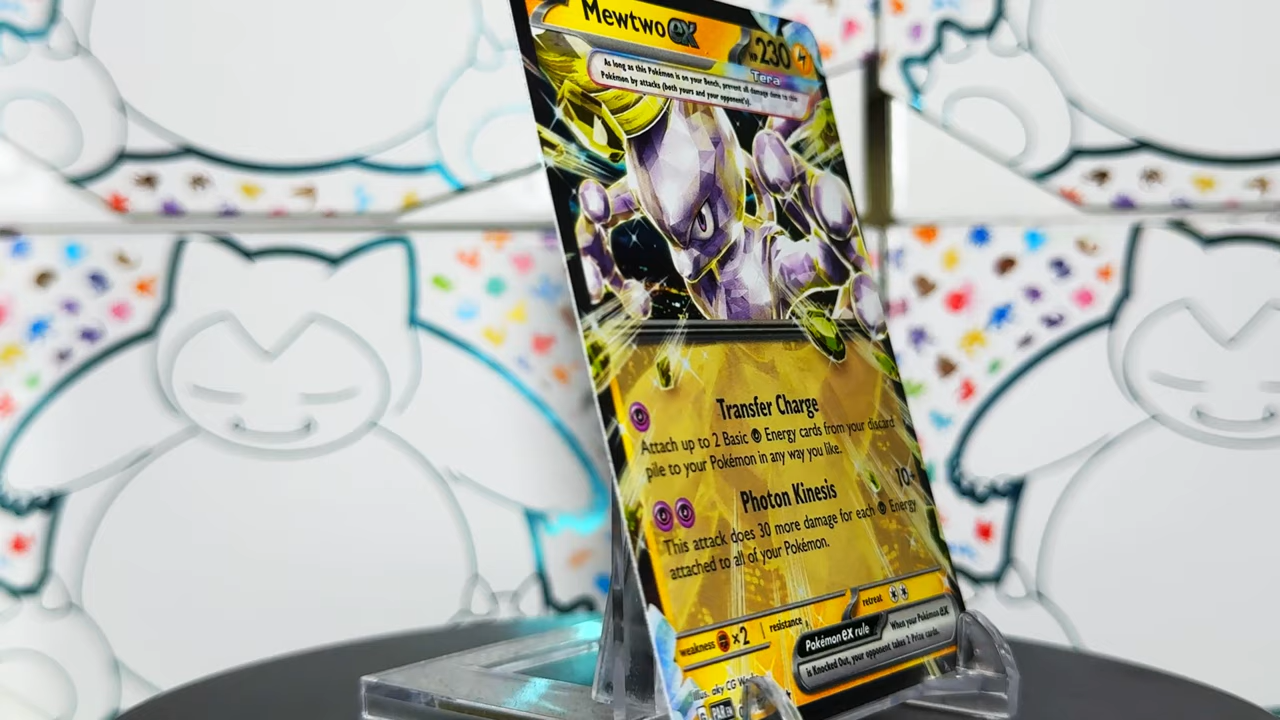 Mewtwo ex HP 230
Tera
As long as this Pokémon is on your Bench, prevent all damage done to this
Pokémon by attacks (both yours and your opponent's).
Transfer Charge
Attach up to 2 Basic Energy cards from your discard
pile to your Pokémon in any way you like.
Photon Kinesis 10+
This attack does 30 more damage for each Energy
attached to all of your Pokémon.
weakness ×2 resistance retreat
Pokémon ex rule When your Pokémon ex
is Knocked Out, your opponent takes 2 Prize cards.
PAR